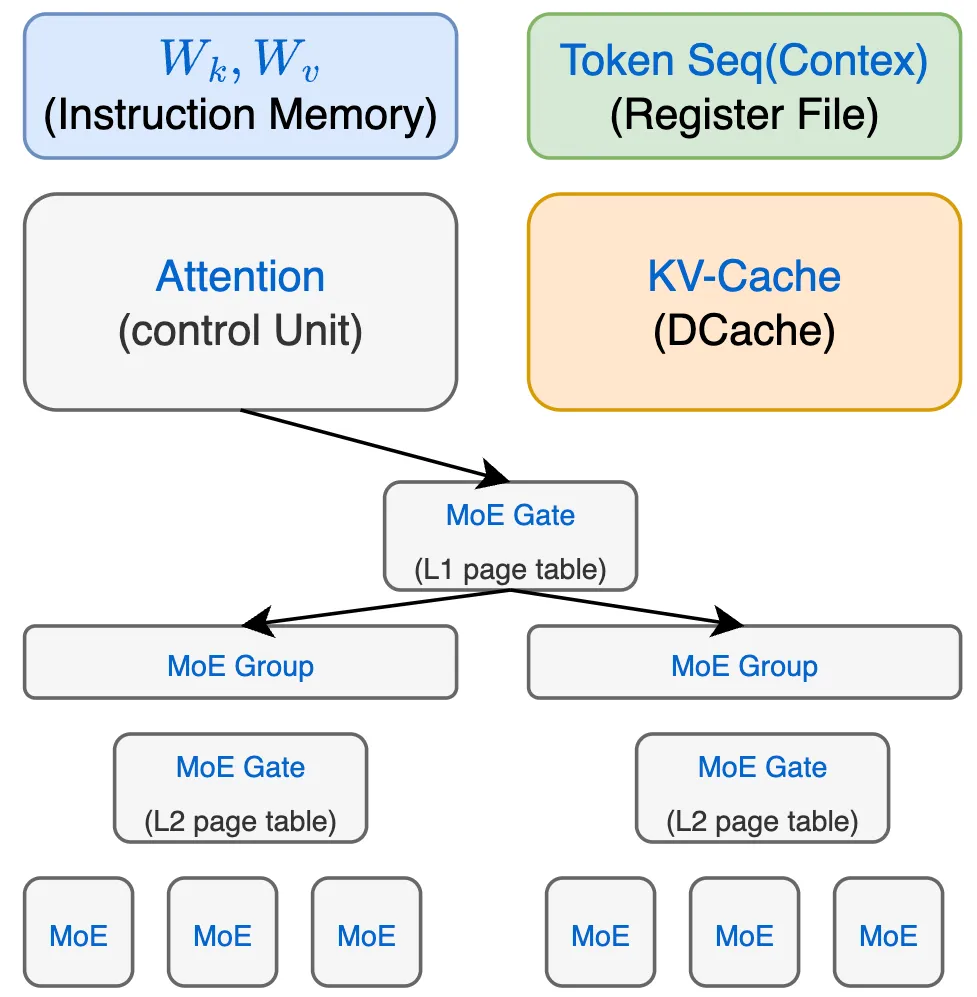 W_k, W_v
(Instruction Memory)
Token Seq(Contex)
(Register File)
Attention
(control Unit)
KV-Cache
(DCache)
MoE Gate
(L1 page table)
MoE Group
MoE Group
MoE Gate
(L2 page table)
MoE Gate
(L2 page table)
MoE
MoE
MoE
MoE
MoE
MoE